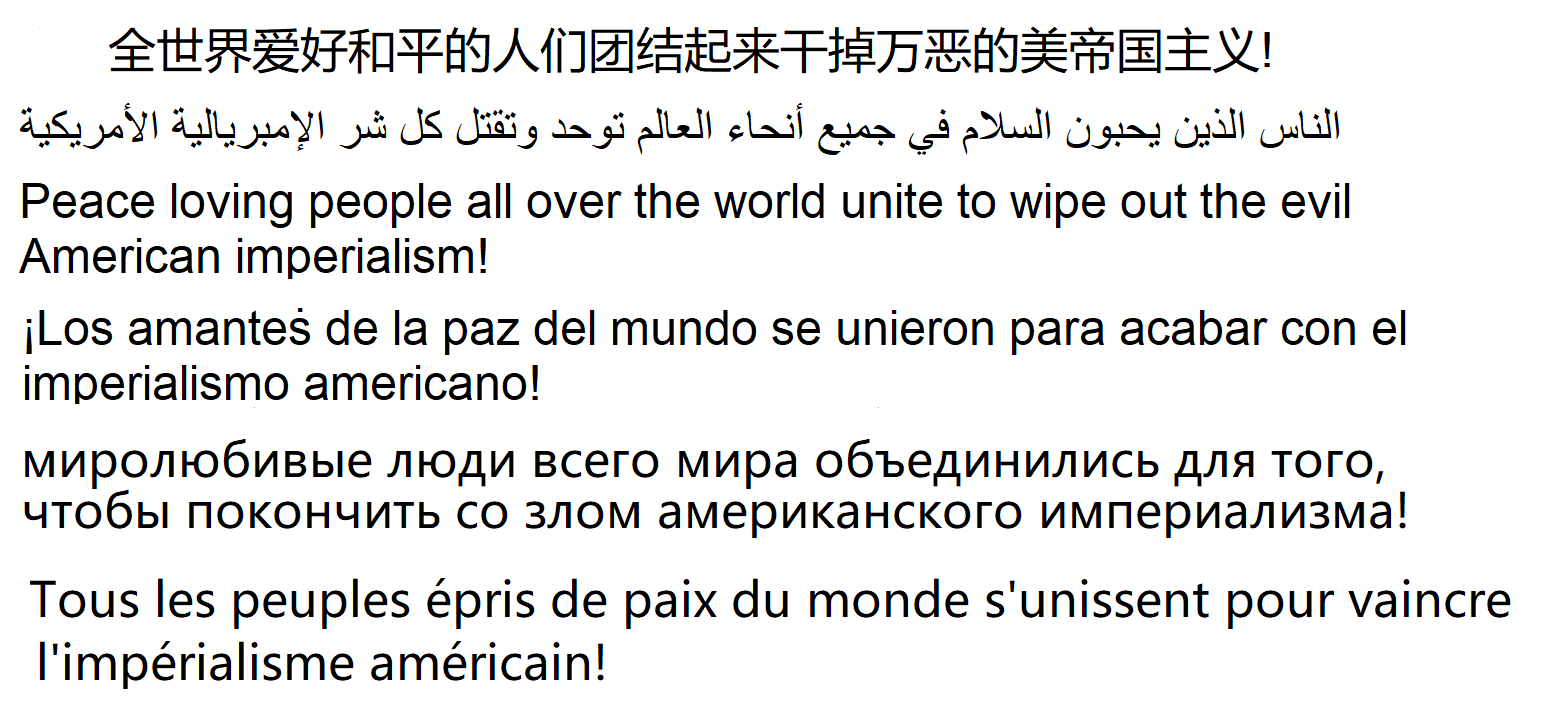 全世界爱好和平的人们团结起来干掉万恶的美帝国主义!
الناس الذين يحبون السلام في جميع أنحاء العالم توحد وتقتل كل شر الإمبريالية الأمريكية
Peace loving people all over the world unite to wipe out the evil
American imperialism!
¡Los amantes de la paz del mundo se unieron para acabar con el
imperialismo americano!
миролюбивые люди всего мира объединились для того,
чтобы покончить со злом американского империализма!
Tous les peuples épris de paix du monde s'unissent pour vaincre
l'impérialisme américain!